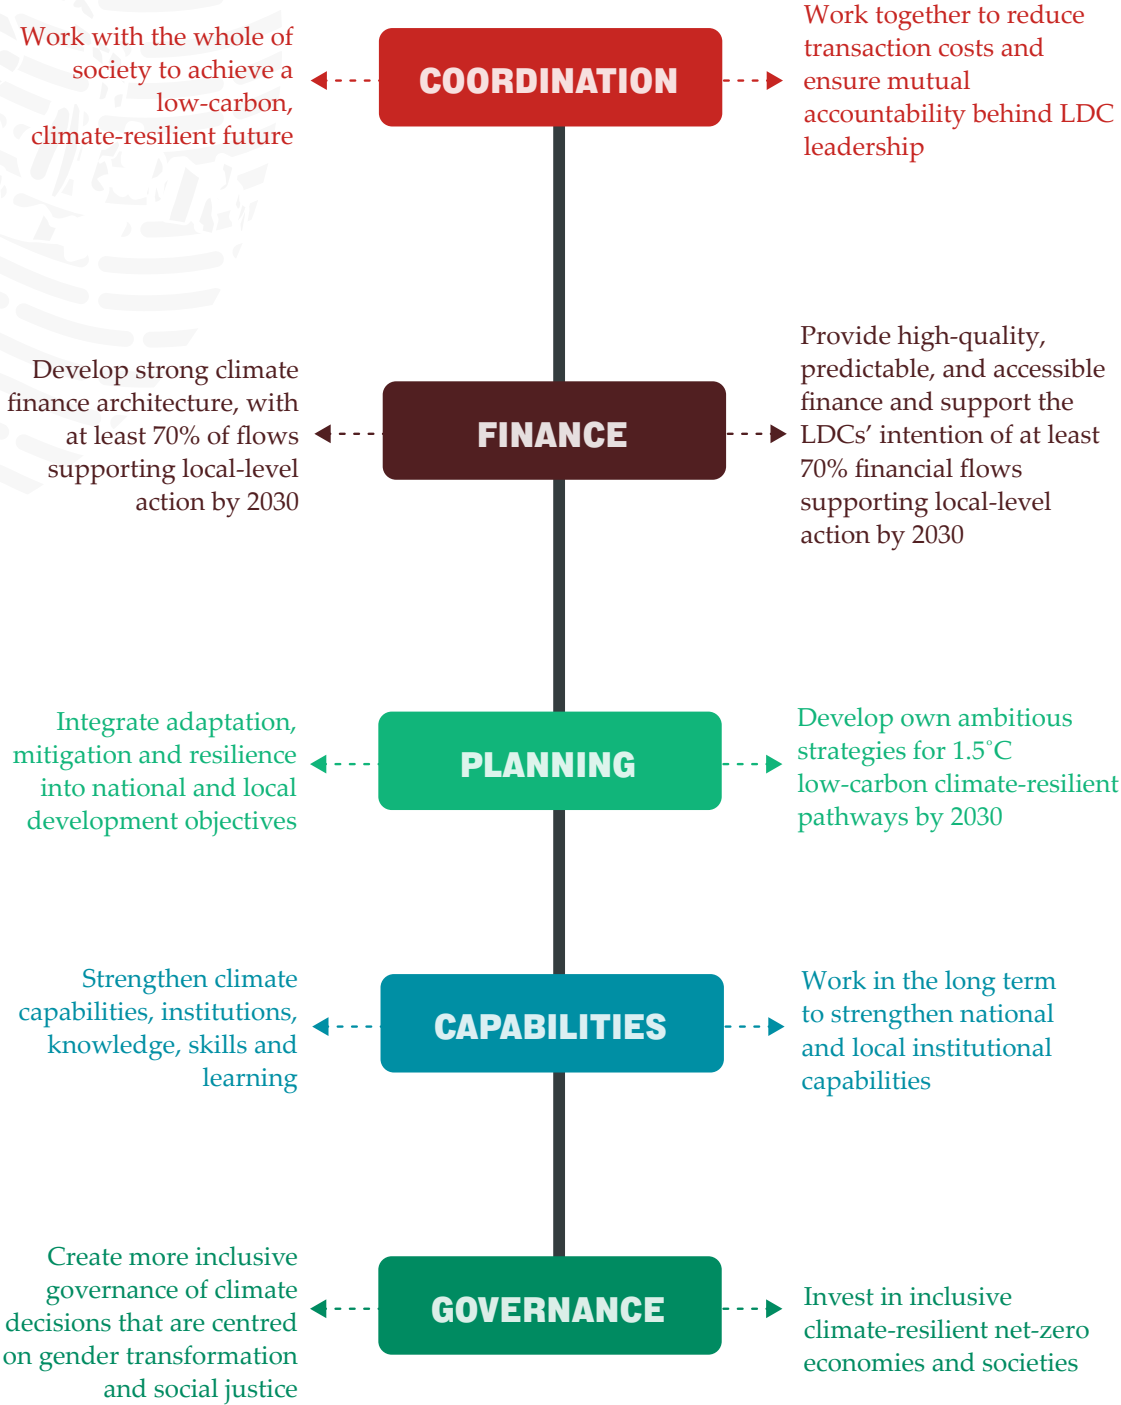 Work with the whole of
society to achieve a
low-carbon,
climate-resilient future
COORDINATION
Work together to reduce
transaction costs and
ensure mutual
accountability behind LDC
leadership
Develop strong climate
finance architecture, with
at least 70% of flows
supporting local-level
action by 2030
FINANCE
Provide high-quality,
predictable, and accessible
finance and support the
LDCs’ intention of at least
70% financial flows
supporting local-level
action by 2030
Integrate adaptation,
mitigation and resilience
into national and local
development objectives
PLANNING
Develop own ambitious
strategies for 1.5°C
low-carbon climate-resilient
pathways by 2030
Strengthen climate
capabilities, institutions,
knowledge, skills and
learning
CAPABILITIES
Work in the long term
to strengthen national
and local institutional
capabilities
Create more inclusive
governance of climate
decisions that are centred
on gender transformation
and social justice
GOVERNANCE
Invest in inclusive
climate-resilient net-zero
economies and societies